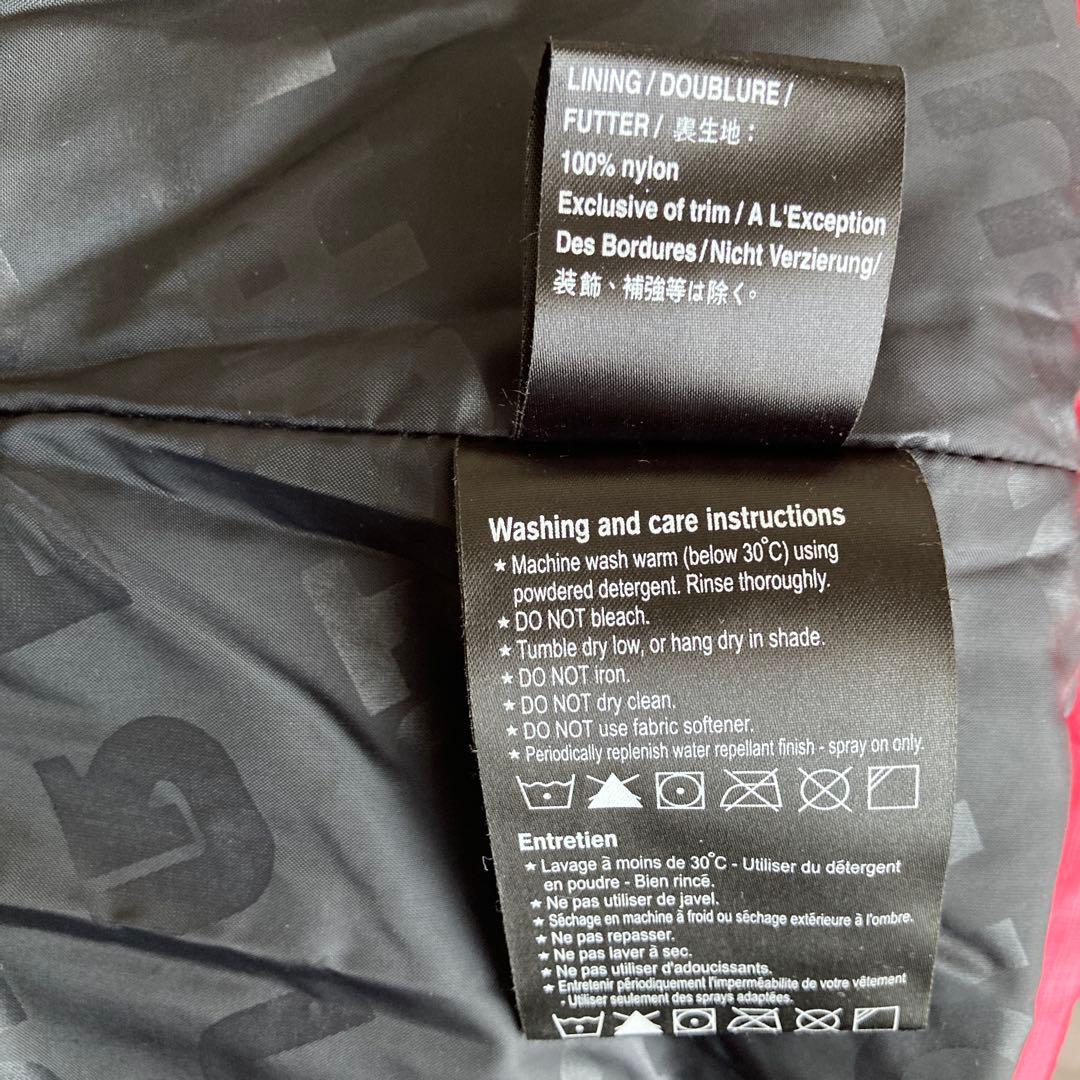 LINING / DOUBLURE /
FUTTER / 裏生地：
100% nylon
Exclusive of trim / A L'Exception
Des Bordures / Nicht Verzierung/
装飾、補強等は除く。
Washing and care instructions
★ Machine wash warm (below 30°C) using
powdered detergent. Rinse thoroughly.
★ DO NOT bleach.
★ Tumble dry low, or hang dry in shade.
★ DO NOT iron.
★ DO NOT dry clean.
★ DO NOT use fabric softener.
★ Periodically replenish water repellant finish - spray on only.
Entretien
★ Lavage à moins de 30°C - Utiliser du détergent
en poudre - Bien rincé.
★ Ne pas utiliser de javel.
★ Séchage en machine à froid ou séchage extérieure à l'ombre.
★ Ne pas repasser.
★ Ne pas laver à sec.
★ Ne pas utiliser d'adoucissants.
★ Entretenir périodiquement l'imperméabilite de votre vêtement
. Utiliser seulement des sprays adaptées.